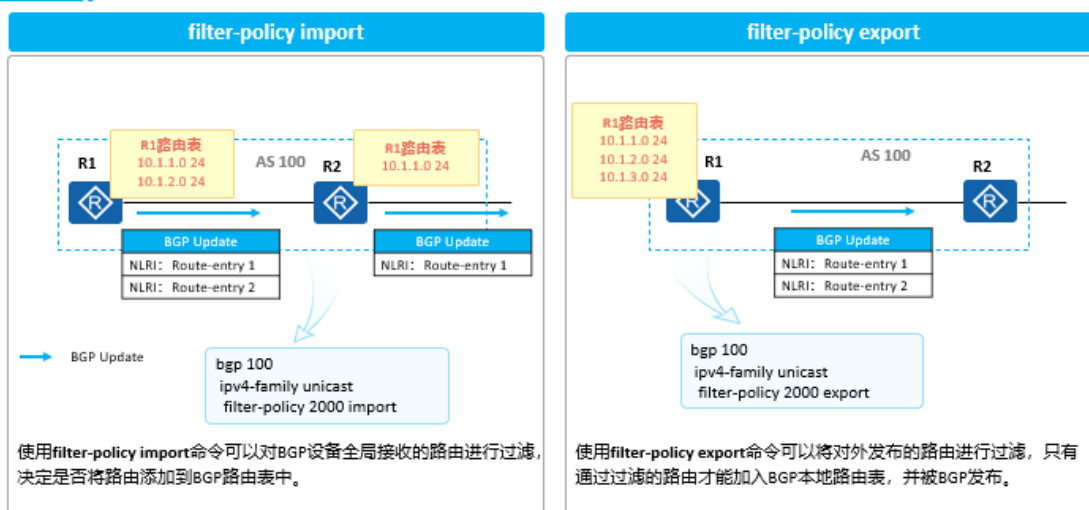 filter-policy import
R1路由表
10.1.1.0 24
10.1.2.0 24
R1
AS 100
R1路由表
10.1.1.0 24
R2
R
R
BGP Update
NLRI： Route-entry 1
NLRI： Route-entry 2
BGP Update
NLRI： Route-entry 1
BGP Update
bgp 100
ipv4-family unicast
filter-policy 2000 import
使用filter-policy import命令可以对BGP设备全局接收的路由进行过滤，
决定是否将路由添加到BGP路由表中。
filter-policy export
R1路由表
10.1.1.0 24
10.1.2.0 24
10.1.3.0 24
R1
AS 100
R2
R
R
BGP Update
NLRI： Route-entry 1
NLRI： Route-entry 2
bgp 100
ipv4-family unicast
filter-policy 2000 export
使用filter-policy export命令可以将对外发布的路由进行过滤，只有
通过过滤的路由才能加入BGP本地路由表，并被BGP发布。